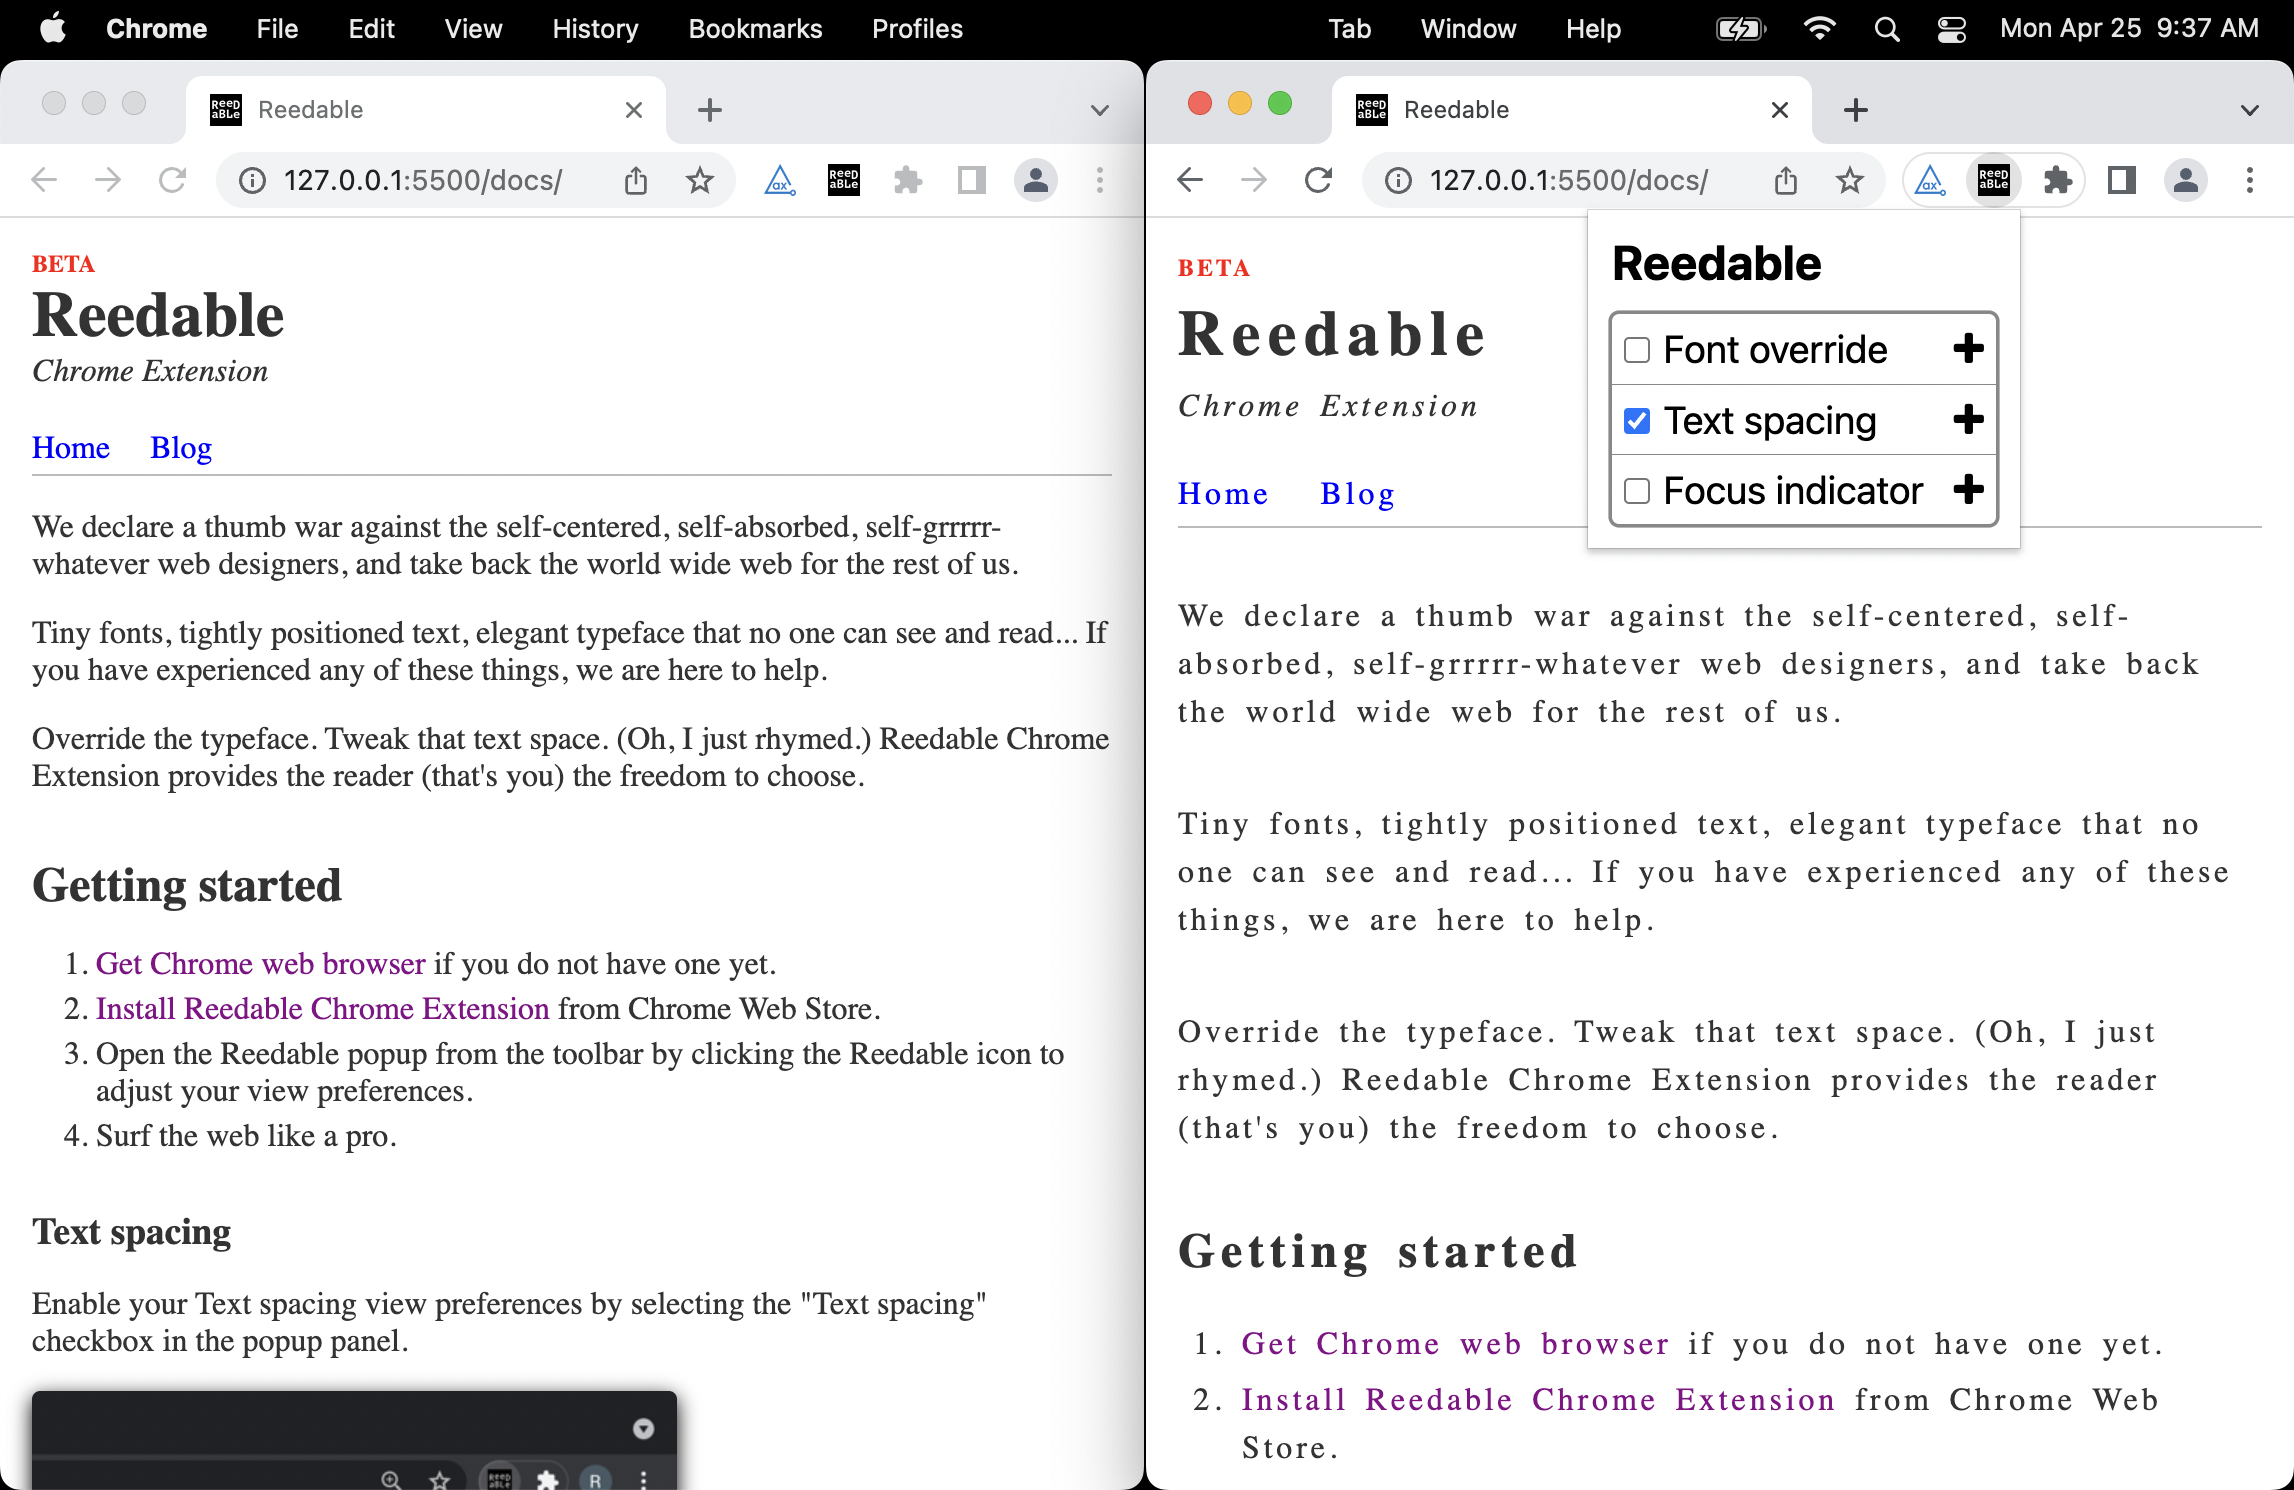 Chrome File Edit View History Bookmarks Profiles Tab Window Help Mon Apr 25 9:37 AM
ReeD
aBLe
Reedable
127.0.0.1:5500/docs/
ax
ReeD
aBLe
BETA
Reedable
Chrome Extension
Home Blog
We declare a thumb war against the self-centered, self-absorbed, self-grrrrr-
whatever web designers, and take back the world wide web for the rest of us.
Tiny fonts, tightly positioned text, elegant typeface that no one can see and read... If
you have experienced any of these things, we are here to help.
Override the typeface. Tweak that text space. (Oh, I just rhymed.) Reedable Chrome
Extension provides the reader (that's you) the freedom to choose.
Getting started
1. Get Chrome web browser if you do not have one yet.
2. Install Reedable Chrome Extension from Chrome Web Store.
3. Open the Reedable popup from the toolbar by clicking the Reedable icon to
adjust your view preferences.
4. Surf the web like a pro.
Text spacing
Enable your Text spacing view preferences by selecting the "Text spacing"
checkbox in the popup panel.
ReeD
aBLe
R
ReeD
aBLe
Reedable
127.0.0.1:5500/docs/
ax
ReeD
aBLe
Reedable
Font override
Text spacing
Focus indicator
BETA
Reedable
Chrome Extension
Home Blog
We declare a thumb war against the self-centered, self-
absorbed, self-grrrrr-whatever web designers, and take back
the world wide web for the rest of us.
Tiny fonts, tightly positioned text, elegant typeface that no
one can see and read... If you have experienced any of these
things, we are here to help.
Override the typeface. Tweak that text space. (Oh, I just
rhymed.) Reedable Chrome Extension provides the reader
(that's you) the freedom to choose.
Getting started
1. Get Chrome web browser if you do not have one yet.
2. Install Reedable Chrome Extension from Chrome Web
Store.